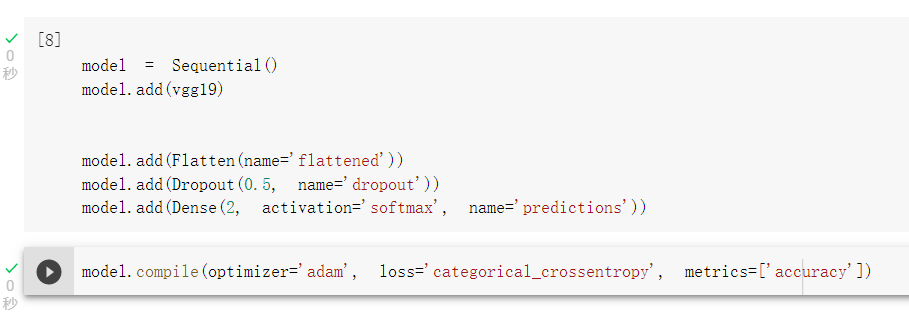 [8]
0
秒
model = Sequential()
model.add(vgg19)
model.add(Flatten(name='flattened'))
model.add(Dropout(0.5, name='dropout'))
model.add(Dense(2, activation='softmax', name='predictions'))
model.compile(optimizer='adam', loss='categorical_crossentropy', metrics=['accuracy'])
0
秒